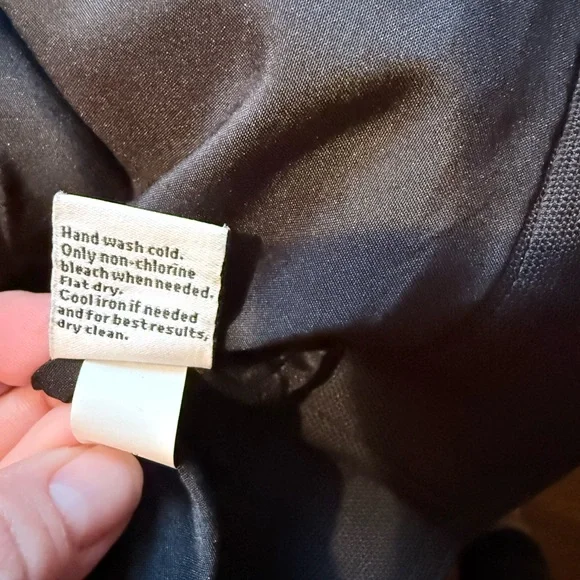 Hand wash cold.
Only non-chlorine
bleach when needed.
Flat dry.
Cool iron if needed
and for best results,
dry clean.